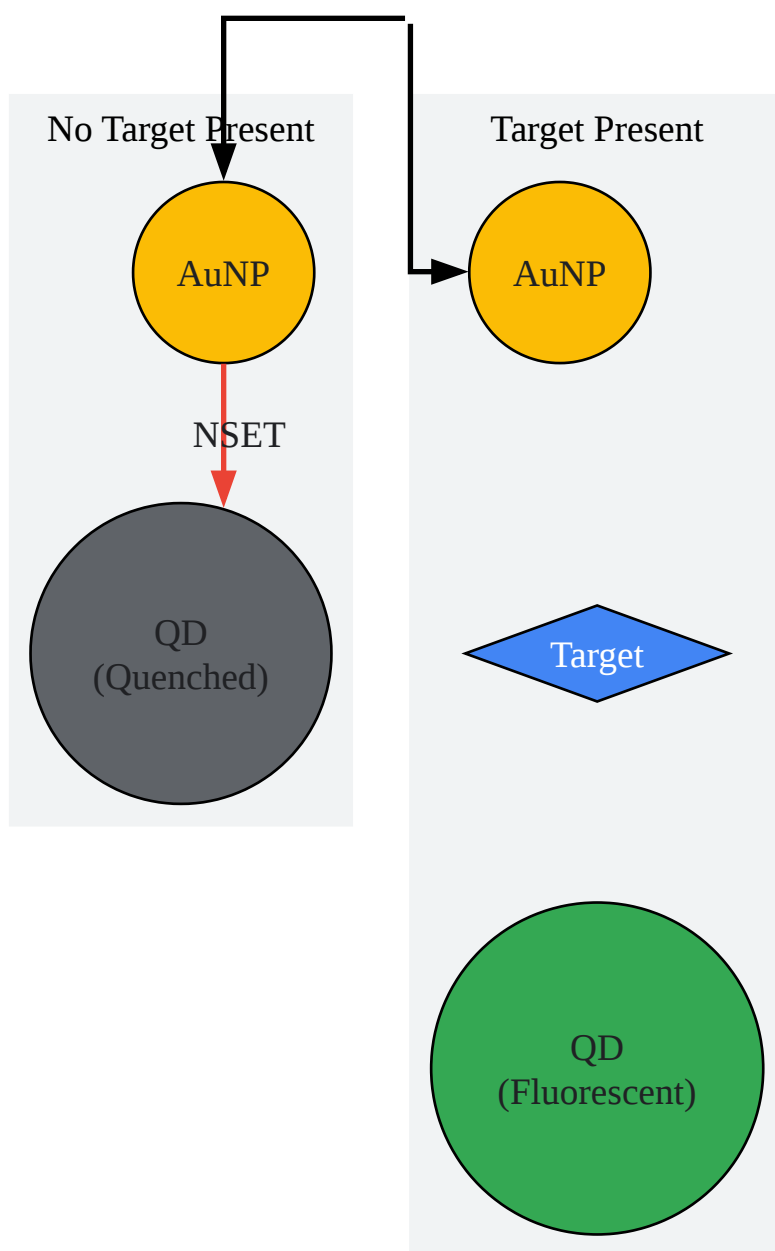 No Target Present
AuNP
NSET
QD
(Quenched)
Target Present
AuNP
Target
QD
(Fluorescent)